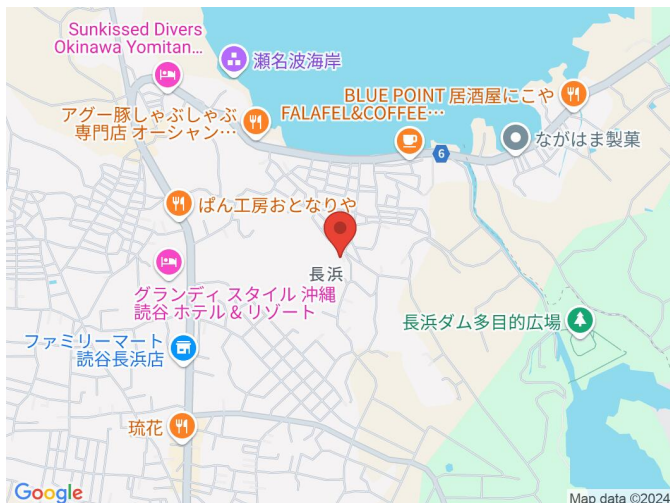 Sunkissed Divers
Okinawa Yomitan...
瀬名波海岸
BLUE POINT 居酒屋にこや
FALAFEL&COFFEE...
アグー豚しゃぶしゃぶ
専門店 オーシャン...
6
ながはま製菓
ぱん工房おとなりや
長浜
グランディ スタイル 沖縄
読谷 ホテル & リゾート
長浜ダム多目的広場
ファミリーマート
読谷長浜店
琉花
Google
Map data ©2024